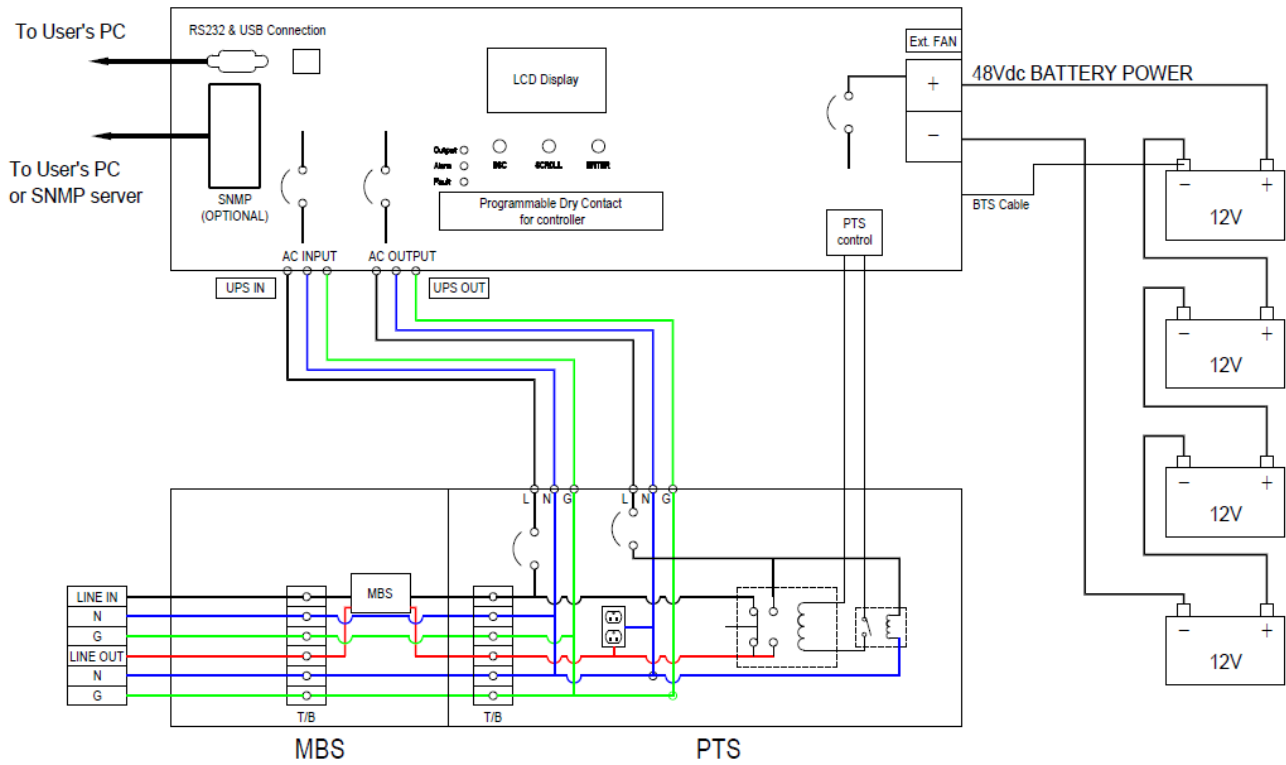 To User's PC
RS232 & USB Connection
To User's PC
or SNMP server
SNMP
(OPTIONAL)
LCD Display
Output
Alarm
Fault
ESC
SCROLL
ENTER
Programmable Dry Contact
for controller
Ext. FAN
+
−
48Vdc BATTERY POWER
BTS Cable
PTS
control
AC INPUT
AC OUTPUT
UPS IN
UPS OUT
− +
12V
− +
12V
− +
12V
− +
12V
L N G
L N G
LINE IN
N
G
LINE OUT
N
G
MBS
T/B
T/B
MBS
PTS